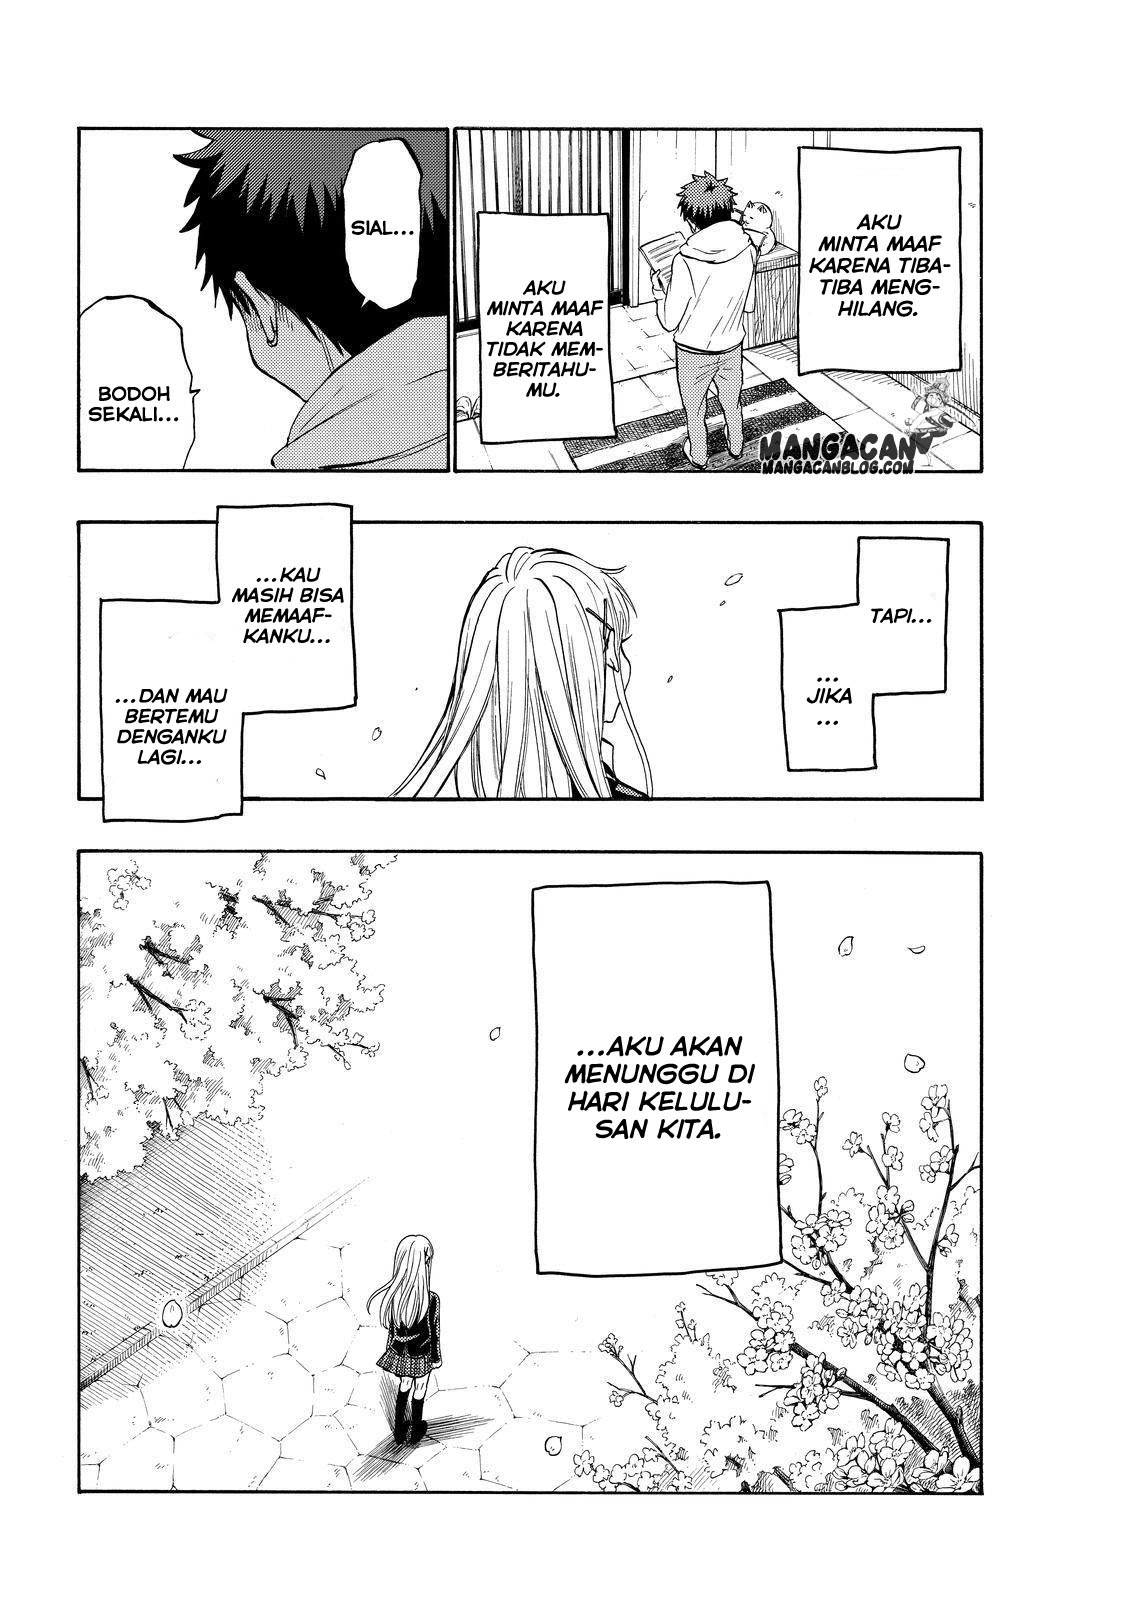 AKU
MINTA MAAF
KARENA TIBA-
TIBA MENG-
HILANG.
AKU
MINTA MAAF
KARENA
TIDAK MEM-
BERITAHU-
MU.
MANGACAN
MANGACANBLOG.COM
SIAL...
BODOH
SEKALI...
TAPI...
...
JIKA
...
...KAU
MASIH BISA
MEMAAF-
KANKU...
...DAN MAU
BERTEMU
DENGANKU
LAGI...
...AKU AKAN
MENUNGGU DI
HARI KELULU-
SAN KITA.